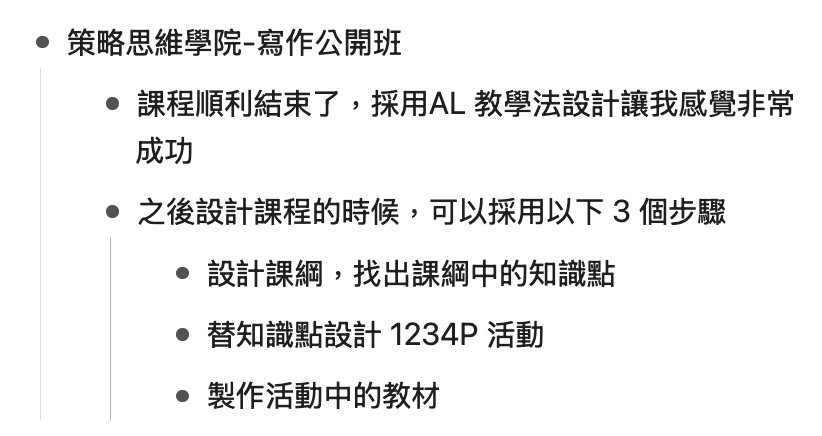 策略思維學院-寫作公開班
課程順利結束了，採用AL 教學法設計讓我感覺非常
成功
之後設計課程的時候，可以採用以下 3 個步驟
設計課綱，找出課綱中的知識點
替知識點設計 1234P 活動
製作活動中的教材